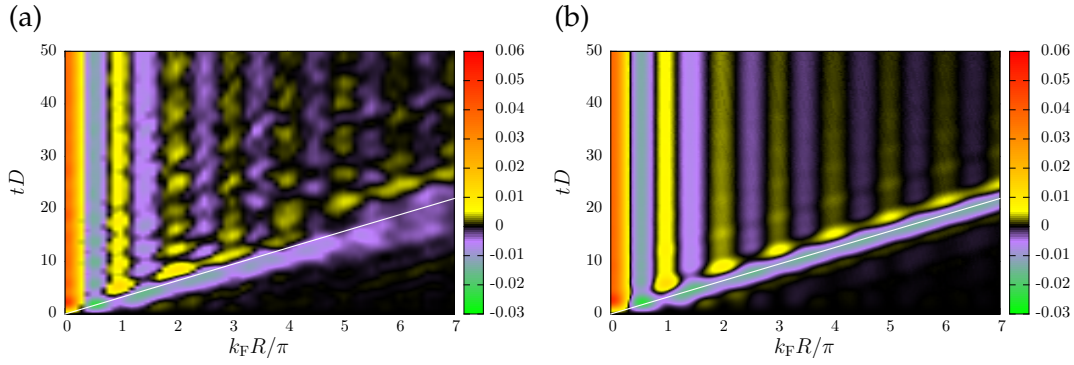 (a) (b)
50 0.06 50 0.06
0.05 0.05
40 0.04 40 0.04
0.03 0.03
30 0.02 30 0.02
tD 0.01 tD 0.01
20 0 20 0
-0.01 -0.01
10 -0.02 10 -0.02
0 -0.03 0 -0.03
0 1 2 3 4 5 6 7 0 1 2 3 4 5 6 7
k_F R/π k_F R/π